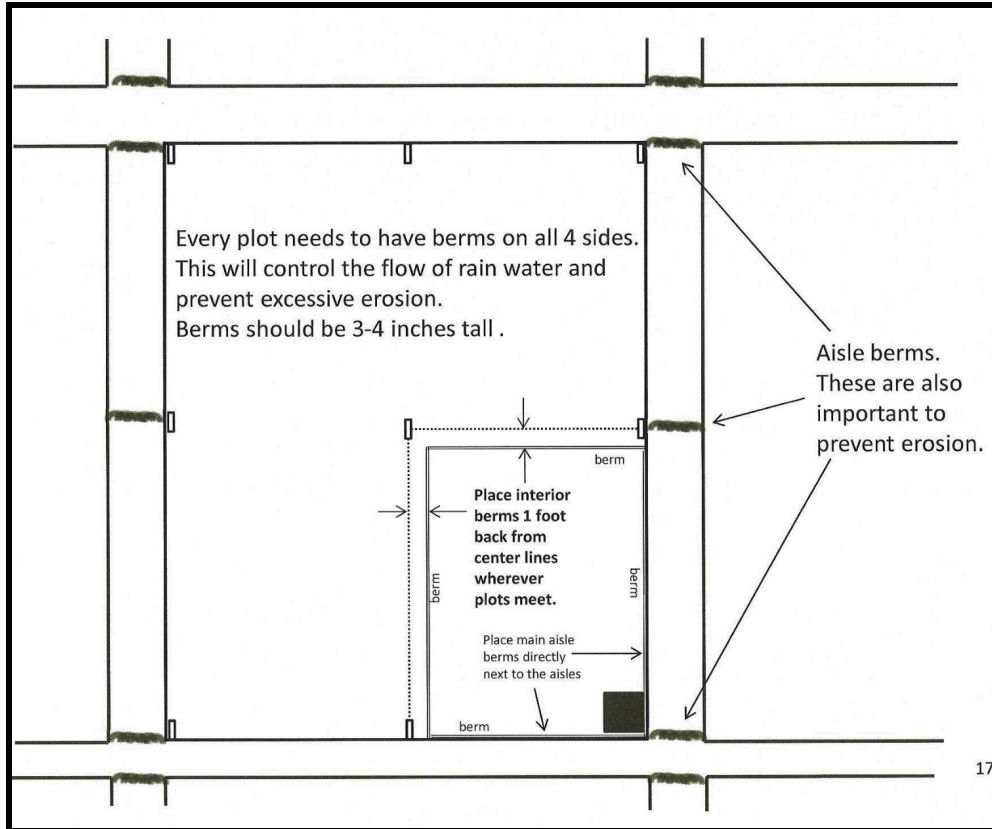 Every plot needs to have berms on all 4 sides.
This will control the flow of rain water and
prevent excessive erosion.
Berms should be 3-4 inches tall .
Aisle berms.
These are also
important to
prevent erosion.
berm
Place interior
berms 1 foot
back from
center lines
wherever
plots meet.
berm
berm
Place main aisle
berms directly
next to the aisles
berm
17